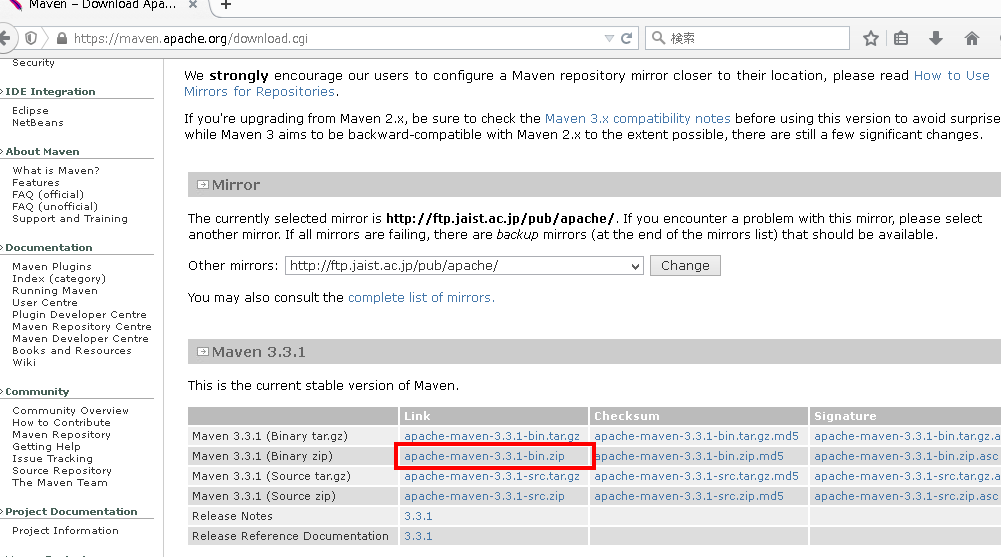 Maven – Download Apa...
https://maven.apache.org/download.cgi
検索
Security
IDE Integration
Eclipse
NetBeans
About Maven
What is Maven?
Features
FAQ (official)
FAQ (unofficial)
Support and Training
Documentation
Maven Plugins
Index (category)
Running Maven
User Centre
Plugin Developer Centre
Maven Repository Centre
Maven Developer Centre
Books and Resources
Wiki
Community
Community Overview
How to Contribute
Maven Repository
Getting Help
Issue Tracking
Source Repository
The Maven Team
Project Documentation
Project Information
We strongly encourage our users to configure a Maven repository mirror closer to their location, please read How to Use
Mirrors for Repositories.
If you're upgrading from Maven 2.x, be sure to check the Maven 3.x compatibility notes before using this version to avoid surprise
while Maven 3 aims to be backward-compatible with Maven 2.x to the extent possible, there are still a few significant changes.
Mirror
The currently selected mirror is http://ftp.jaist.ac.jp/pub/apache/. If you encounter a problem with this mirror, please select
another mirror. If all mirrors are failing, there are backup mirrors (at the end of the mirrors list) that should be available.
Other mirrors: http://ftp.jaist.ac.jp/pub/apache/ Change
You may also consult the complete list of mirrors.
Maven 3.3.1
This is the current stable version of Maven.
Link Checksum Signature
Maven 3.3.1 (Binary tar.gz) apache-maven-3.3.1-bin.tar.gz apache-maven-3.3.1-bin.tar.gz.md5 apache-maven-3.3.1-bin.tar.gz.a
Maven 3.3.1 (Binary zip) apache-maven-3.3.1-bin.zip apache-maven-3.3.1-bin.zip.md5 apache-maven-3.3.1-bin.zip.asc
Maven 3.3.1 (Source tar.gz) apache-maven-3.3.1-src.tar.gz apache-maven-3.3.1-src.tar.gz.md5 apache-maven-3.3.1-src.tar.gz.a
Maven 3.3.1 (Source zip) apache-maven-3.3.1-src.zip apache-maven-3.3.1-src.zip.md5 apache-maven-3.3.1-src.zip.asc
Release Notes 3.3.1
Release Reference Documentation 3.3.1